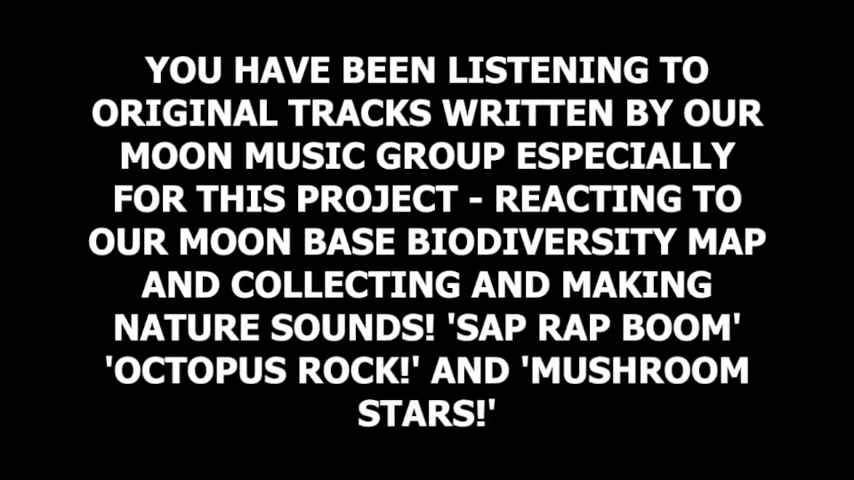 YOU HAVE BEEN LISTENING TO
ORIGINAL TRACKS WRITTEN BY OUR
MOON MUSIC GROUP ESPECIALLY
FOR THIS PROJECT - REACTING TO
OUR MOON BASE BIODIVERSITY MAP
AND COLLECTING AND MAKING
NATURE SOUNDS! 'SAP RAP BOOM'
'OCTOPUS ROCK!' AND 'MUSHROOM
STARS!'